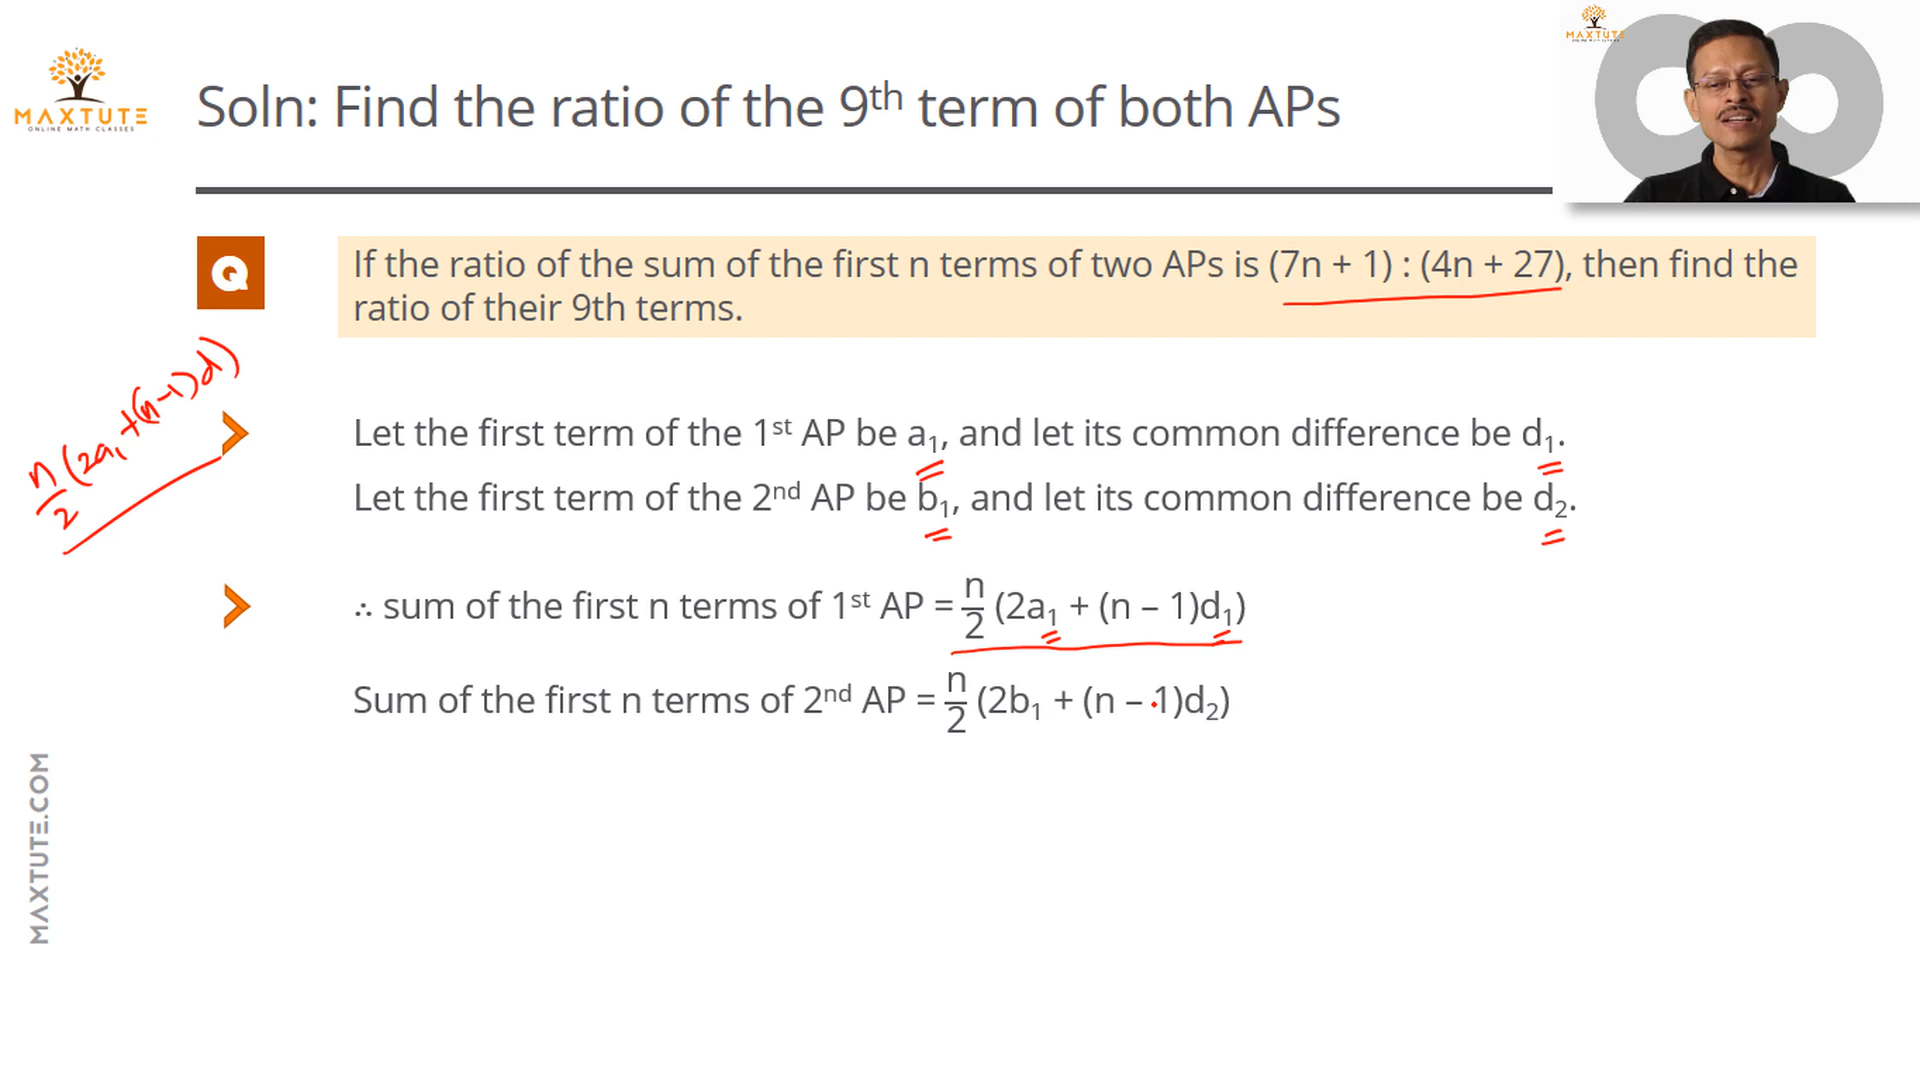 MAXTUTE
ONLINE MATH CLASSES
Soln: Find the ratio of the 9th term of both APs
MAXTUTE
Q
If the ratio of the sum of the first n terms of two APs is (7n + 1) : (4n + 27), then find the
ratio of their 9th terms.
n/2 (2a₁ + (n-1)d)
Let the first term of the 1st AP be a₁, and let its common difference be d₁.
Let the first term of the 2nd AP be b₁, and let its common difference be d₂.
∴ sum of the first n terms of 1st AP = n/2 (2a₁ + (n – 1)d₁)
Sum of the first n terms of 2nd AP = n/2 (2b₁ + (n – 1)d₂)
MAXTUTE.COM